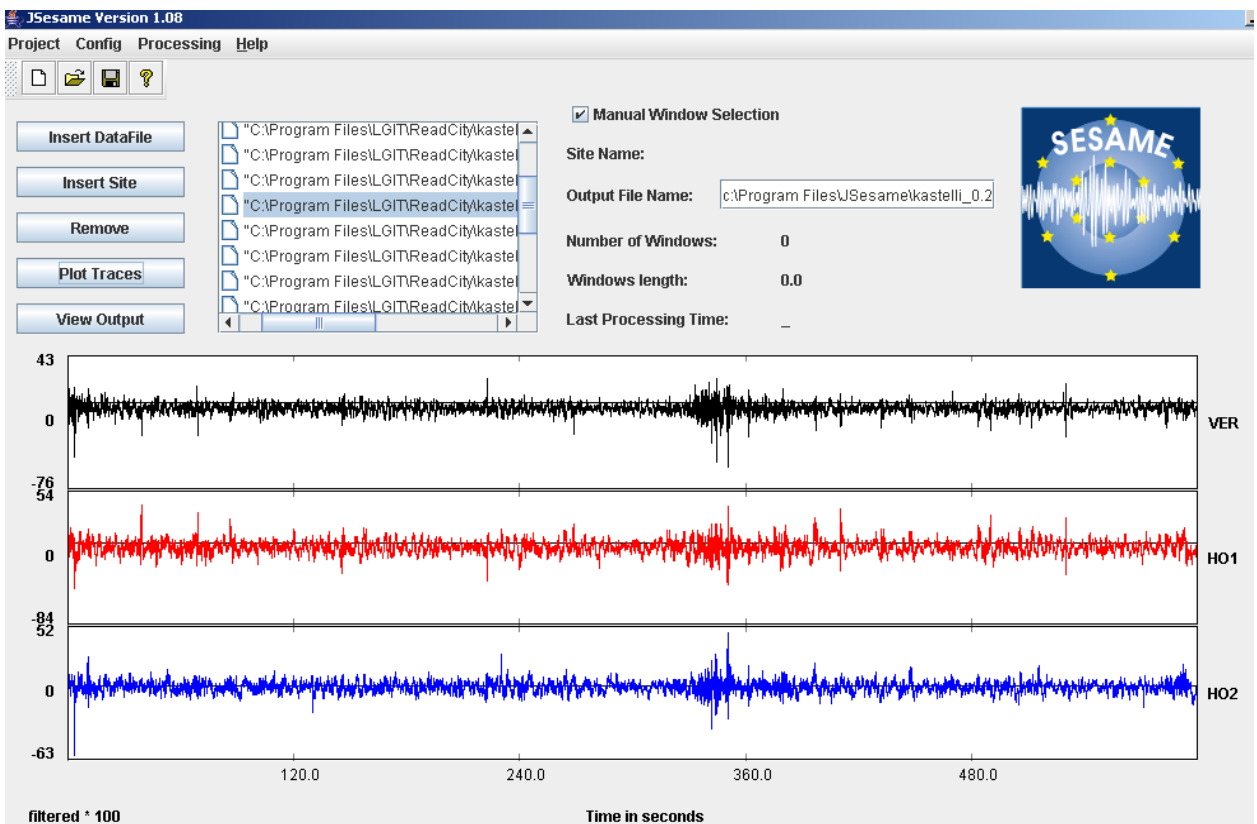 JSesame Version 1.08
Project Config Processing Help
Insert DataFile
Insert Site
Remove
Plot Traces
View Output
"C:\Program Files\LGIT\ReadCity\kastel
"C:\Program Files\LGIT\ReadCity\kastel
"C:\Program Files\LGIT\ReadCity\kastel
"C:\Program Files\LGIT\ReadCity\kastel
"C:\Program Files\LGIT\ReadCity\kastel
"C:\Program Files\LGIT\ReadCity\kastel
"C:\Program Files\LGIT\ReadCity\kastel
"C:\Program Files\LGIT\ReadCity\kastel
Manual Window Selection
Site Name:
Output File Name: c:\Program Files\JSesame\kastelli_0.2
Number of Windows: 0
Windows length: 0.0
Last Processing Time: _
SESAME
43
0
-76
VER
54
0
-84
HO1
52
0
-63
HO2
120.0 240.0 360.0 480.0
filtered * 100 Time in seconds